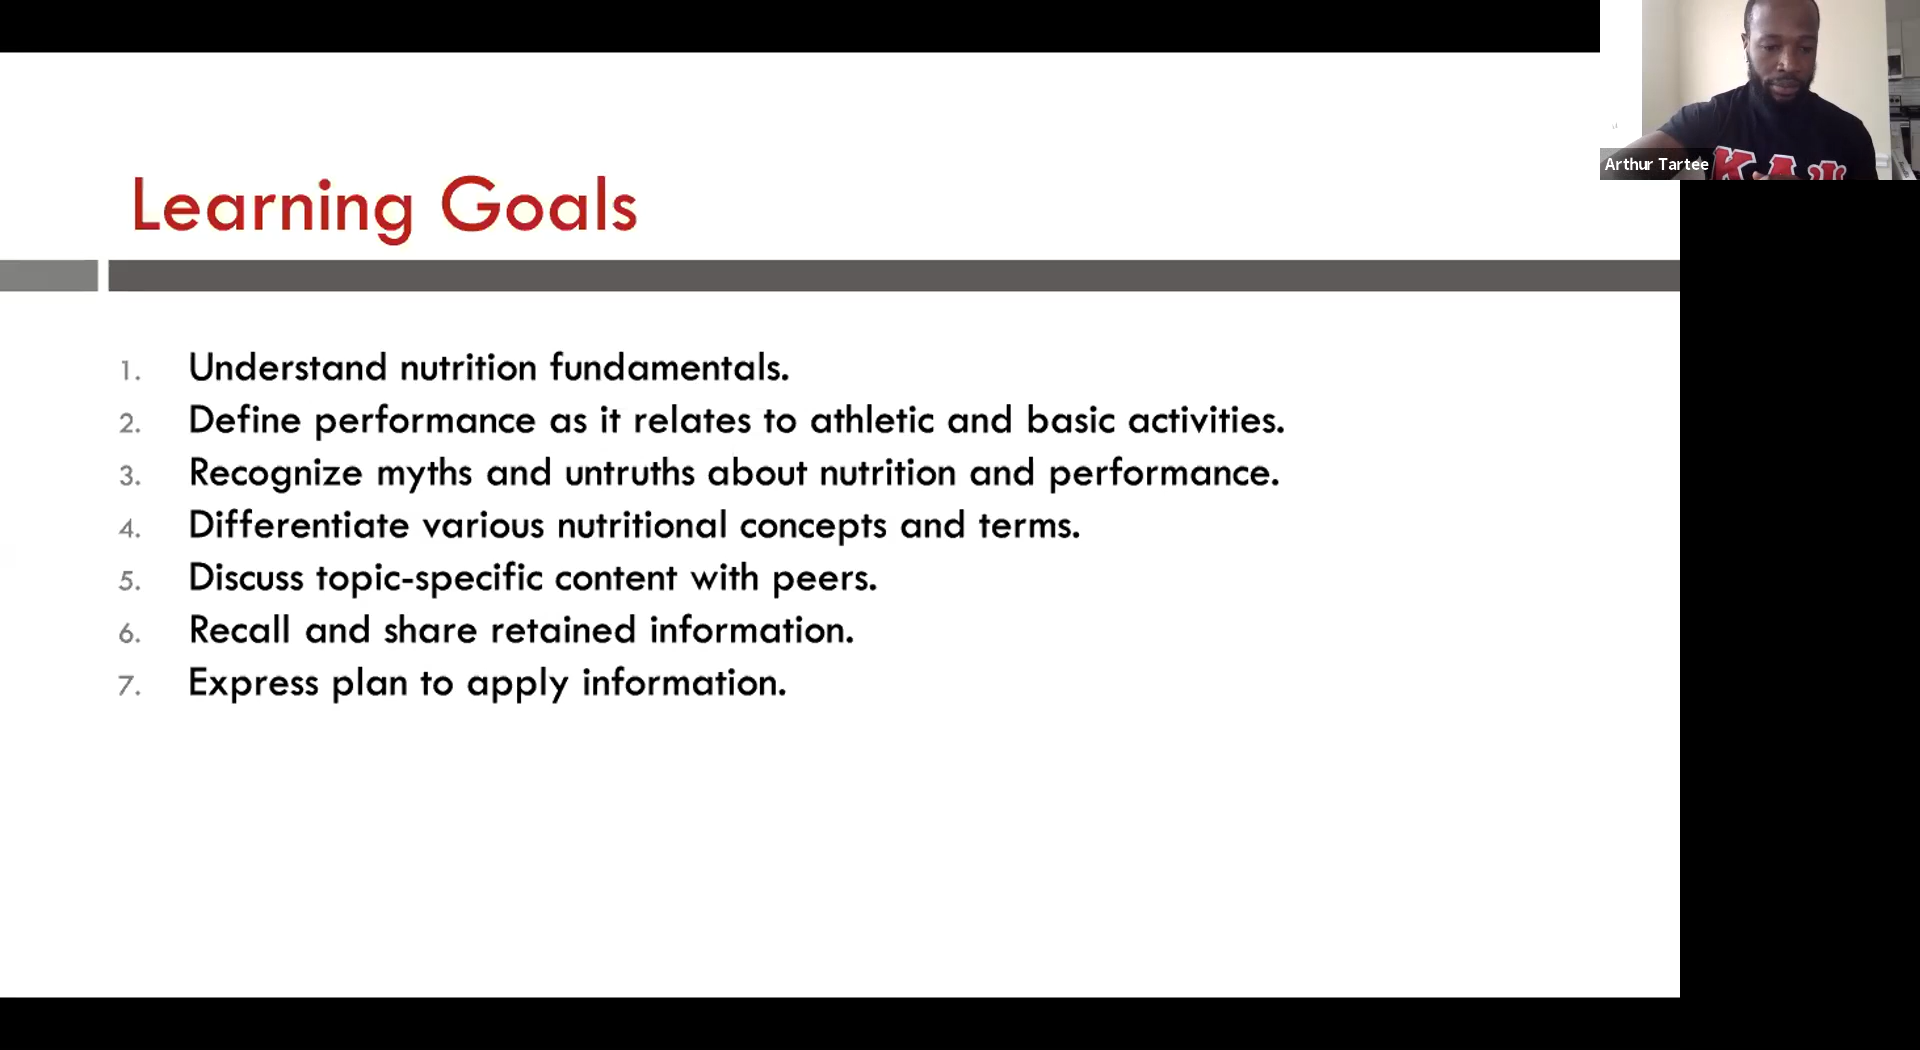 Learning Goals
1. Understand nutrition fundamentals.
2. Define performance as it relates to athletic and basic activities.
3. Recognize myths and untruths about nutrition and performance.
4. Differentiate various nutritional concepts and terms.
5. Discuss topic-specific content with peers.
6. Recall and share retained information.
7. Express plan to apply information.
Arthur Tartee
ΚΑΨ